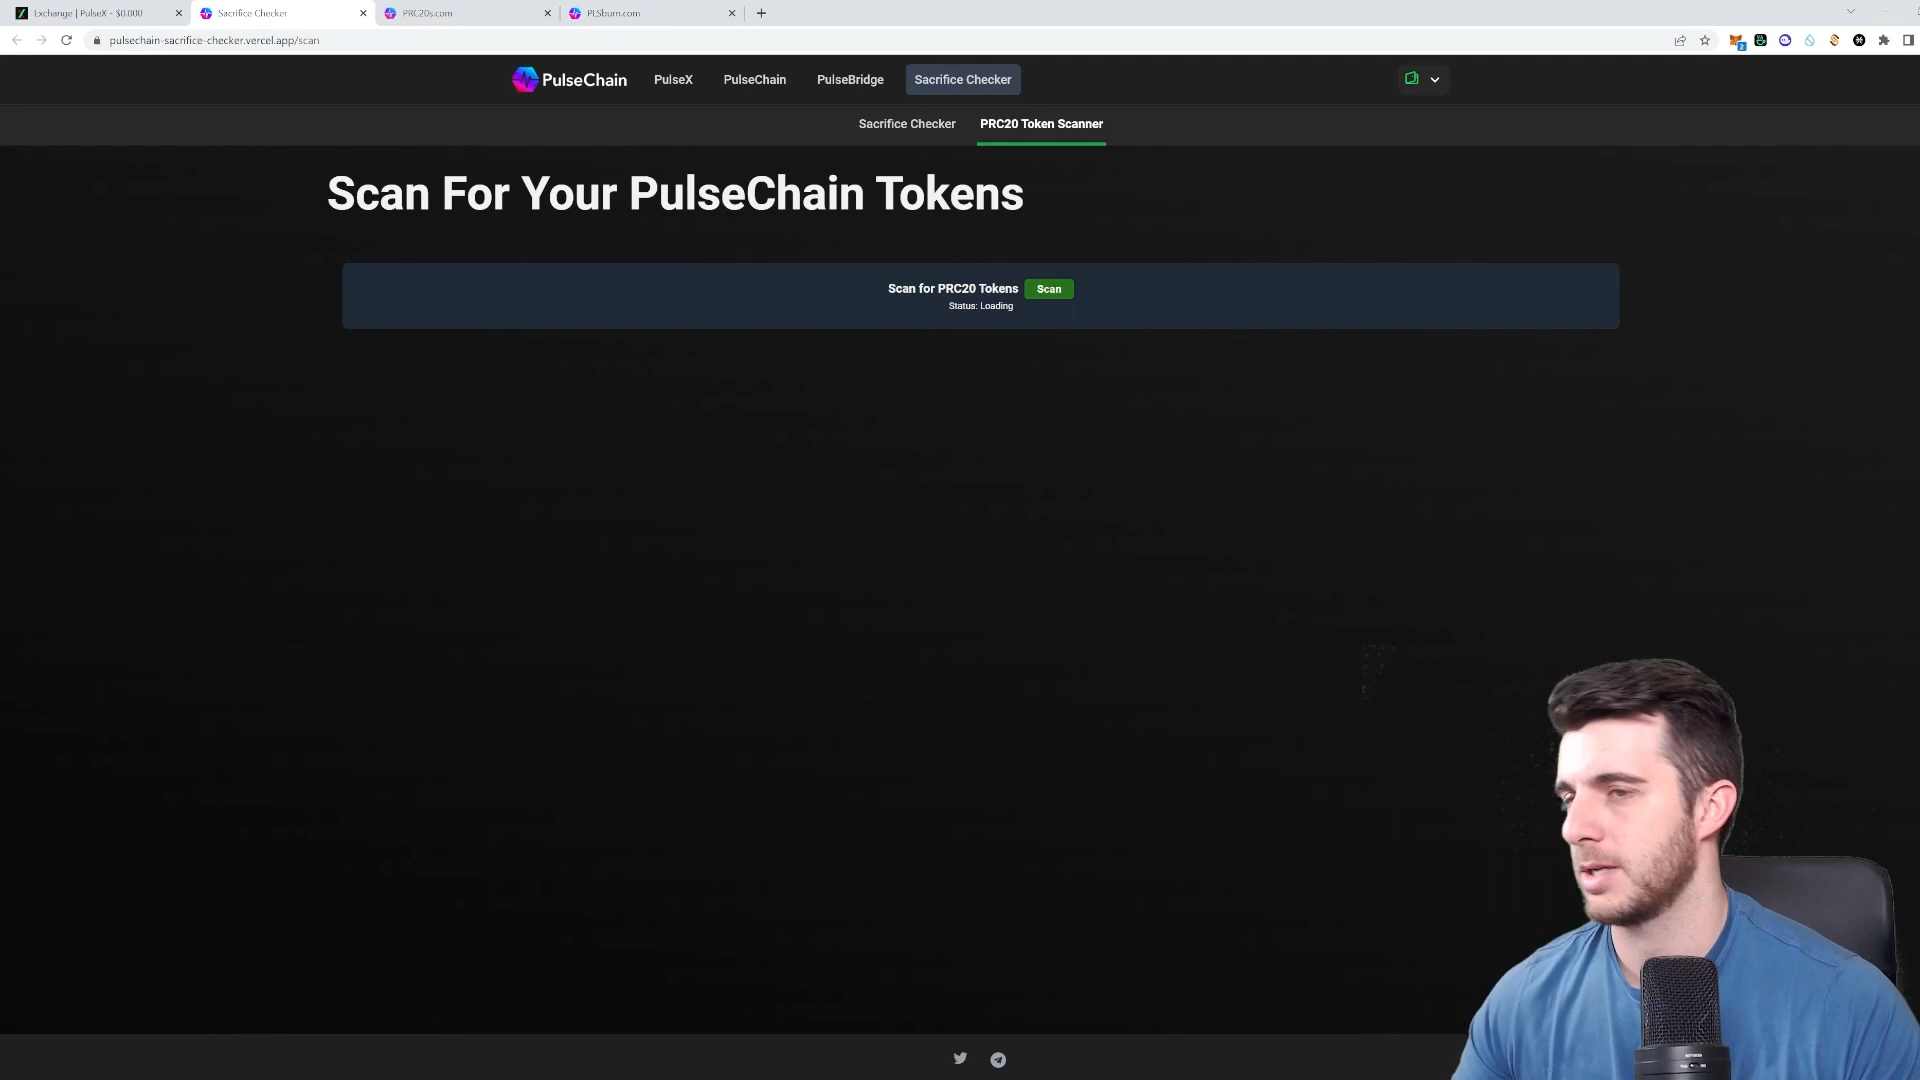 Exchange | PulseX - $0.000
Sacrifice Checker
PRC20s.com
PLSburn.com
pulsechain-sacrifice-checker.vercel.app/scan
2
PulseChain
PulseX
PulseChain
PulseBridge
Sacrifice Checker
Sacrifice Checker
PRC20 Token Scanner
Scan For Your PulseChain Tokens
Scan for PRC20 Tokens
Scan
Status: Loading